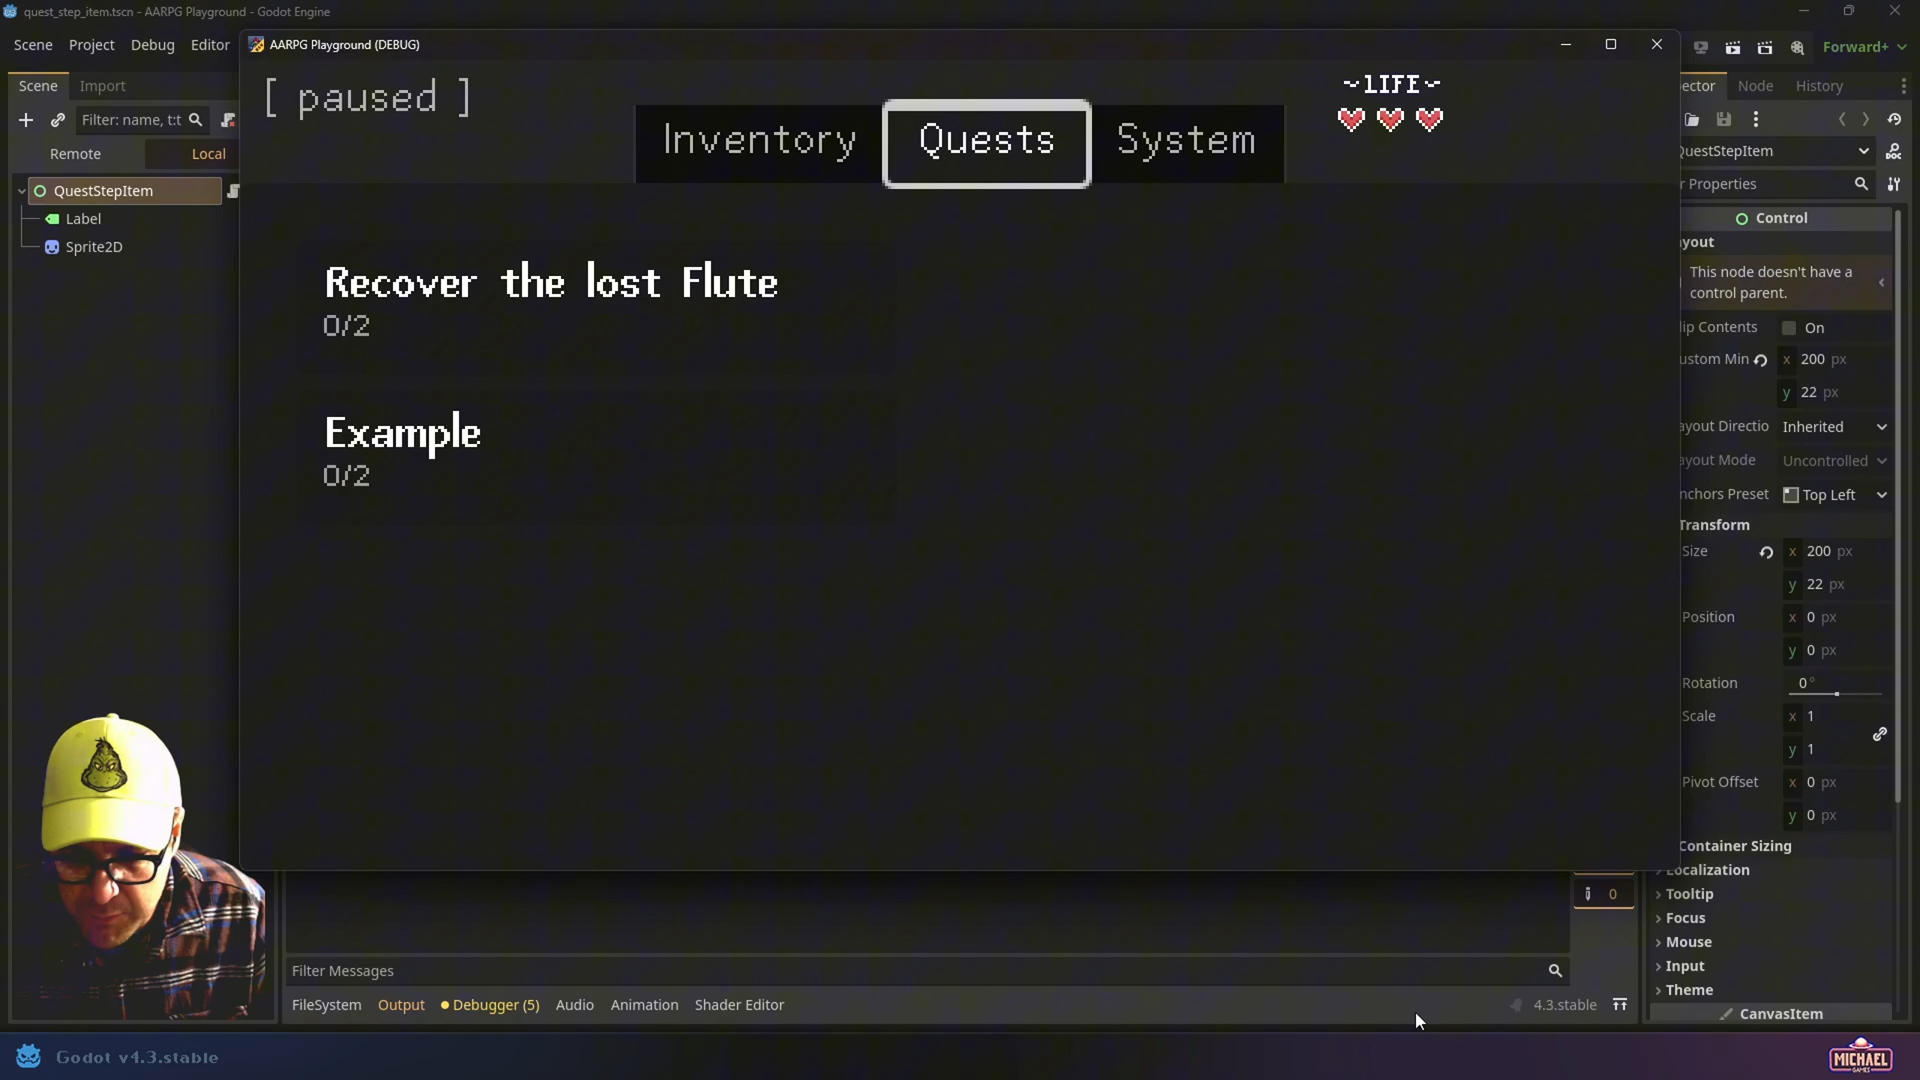 quest_step_item.tscn - AARPG Playground - Godot Engine
Scene Project Debug Editor
AARPG Playground (DEBUG)
Forward+
Scene Import
ector Node History
Filter: name, t:t
Remote Local
QuestStepItem
Label
Sprite2D
[ paused ]
Inventory Quests System
~LIFE~
Recover the lost Flute
0/2
Example
0/2
QuestStepItem
r Properties
Control
yout
This node doesn't have a
control parent.
lip Contents On
ustom Min x 200 px
y 22 px
ayout Directio Inherited
ayout Mode Uncontrolled
nchors Preset Top Left
Transform
Size x 200 px
y 22 px
Position x 0 px
y 0 px
Rotation 0°
Scale x 1
y 1
Pivot Offset x 0 px
y 0 px
Container Sizing
Localization
Tooltip
Focus
Mouse
Input
Theme
CanvasItem
0
Filter Messages
FileSystem Output Debugger (5) Audio Animation Shader Editor
4.3.stable
Godot v4.3.stable
MICHAEL
GAMES